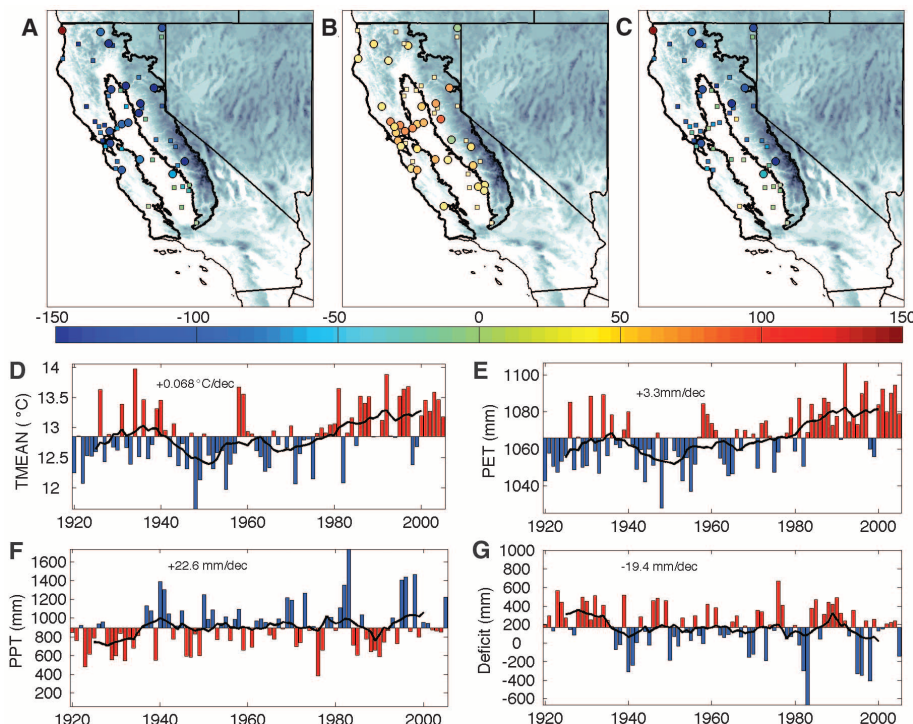 A B C
-150 -100 -50 0 50 100 150
D E
14 +0.068°C/dec 1100 +3.3mm/dec
13.5
13 1080
12.5 1060
12 1040
TMEAN (°C) PET (mm)
1920 1940 1960 1980 2000 1920 1940 1960 1980 2000
F G
1600 +22.6 mm/dec 1000 -19.4 mm/dec
1400 800
1200 600
1000 400
800 200
600 0
400 -200
200 -400
0 -600
PPT (mm) Deficit (mm)
1920 1940 1960 1980 2000 1920 1940 1960 1980 2000